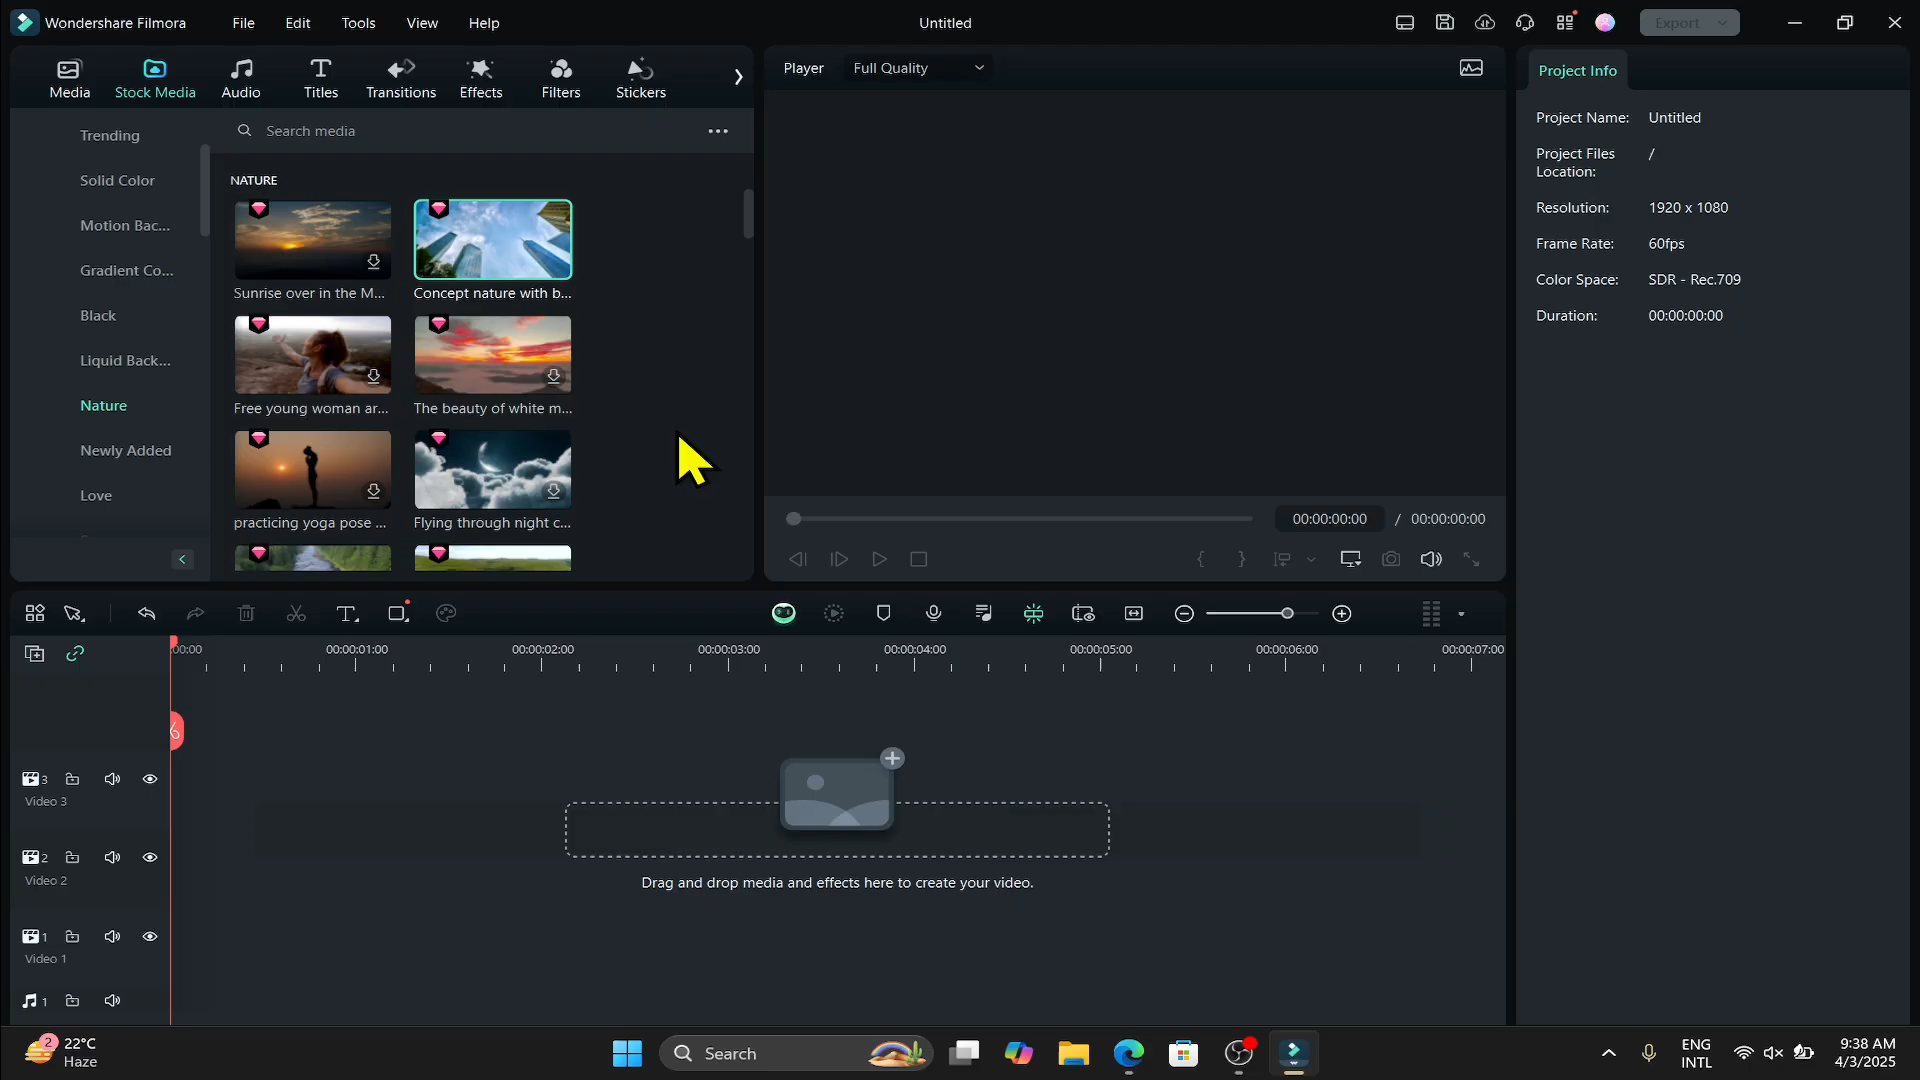 Wondershare Filmora
File
Edit
Tools
View
Help
Untitled
Export
Media
Stock Media
Audio
Titles
Transitions
Effects
Filters
Stickers
Player
Full Quality
Project Info
Trending
Solid Color
Motion Bac...
Gradient Co...
Black
Liquid Back...
Nature
Newly Added
Love
Search media
NATURE
Sunrise over in the M...
Concept nature with b...
Free young woman ar...
The beauty of white m...
practicing yoga pose ...
Flying through night c...
Project Name: Untitled
Project Files Location: /
Resolution: 1920 x 1080
Frame Rate: 60fps
Color Space: SDR - Rec.709
Duration: 00:00:00:00
00:00:00:00 / 00:00:00:00
:00:00
00:00:01:00
00:00:02:00
00:00:03:00
00:00:04:00
00:00:05:00
00:00:06:00
00:00:07:00
3
Video 3
2
Video 2
1
Video 1
1
Drag and drop media and effects here to create your video.
2
22°C
Haze
Search
ENG
INTL
9:38 AM
4/3/2025